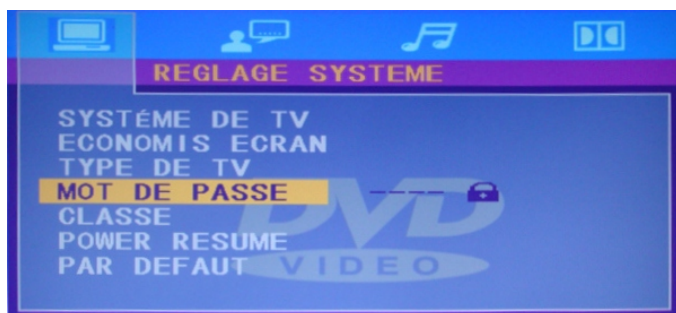 REGLAGE SYSTEME
SYSTÉME DE TV
ECONOMIS ECRAN
TYPE DE TV
MOT DE PASSE ----
CLASSE
POWER RESUME
PAR DEFAUT
DVD
VIDEO